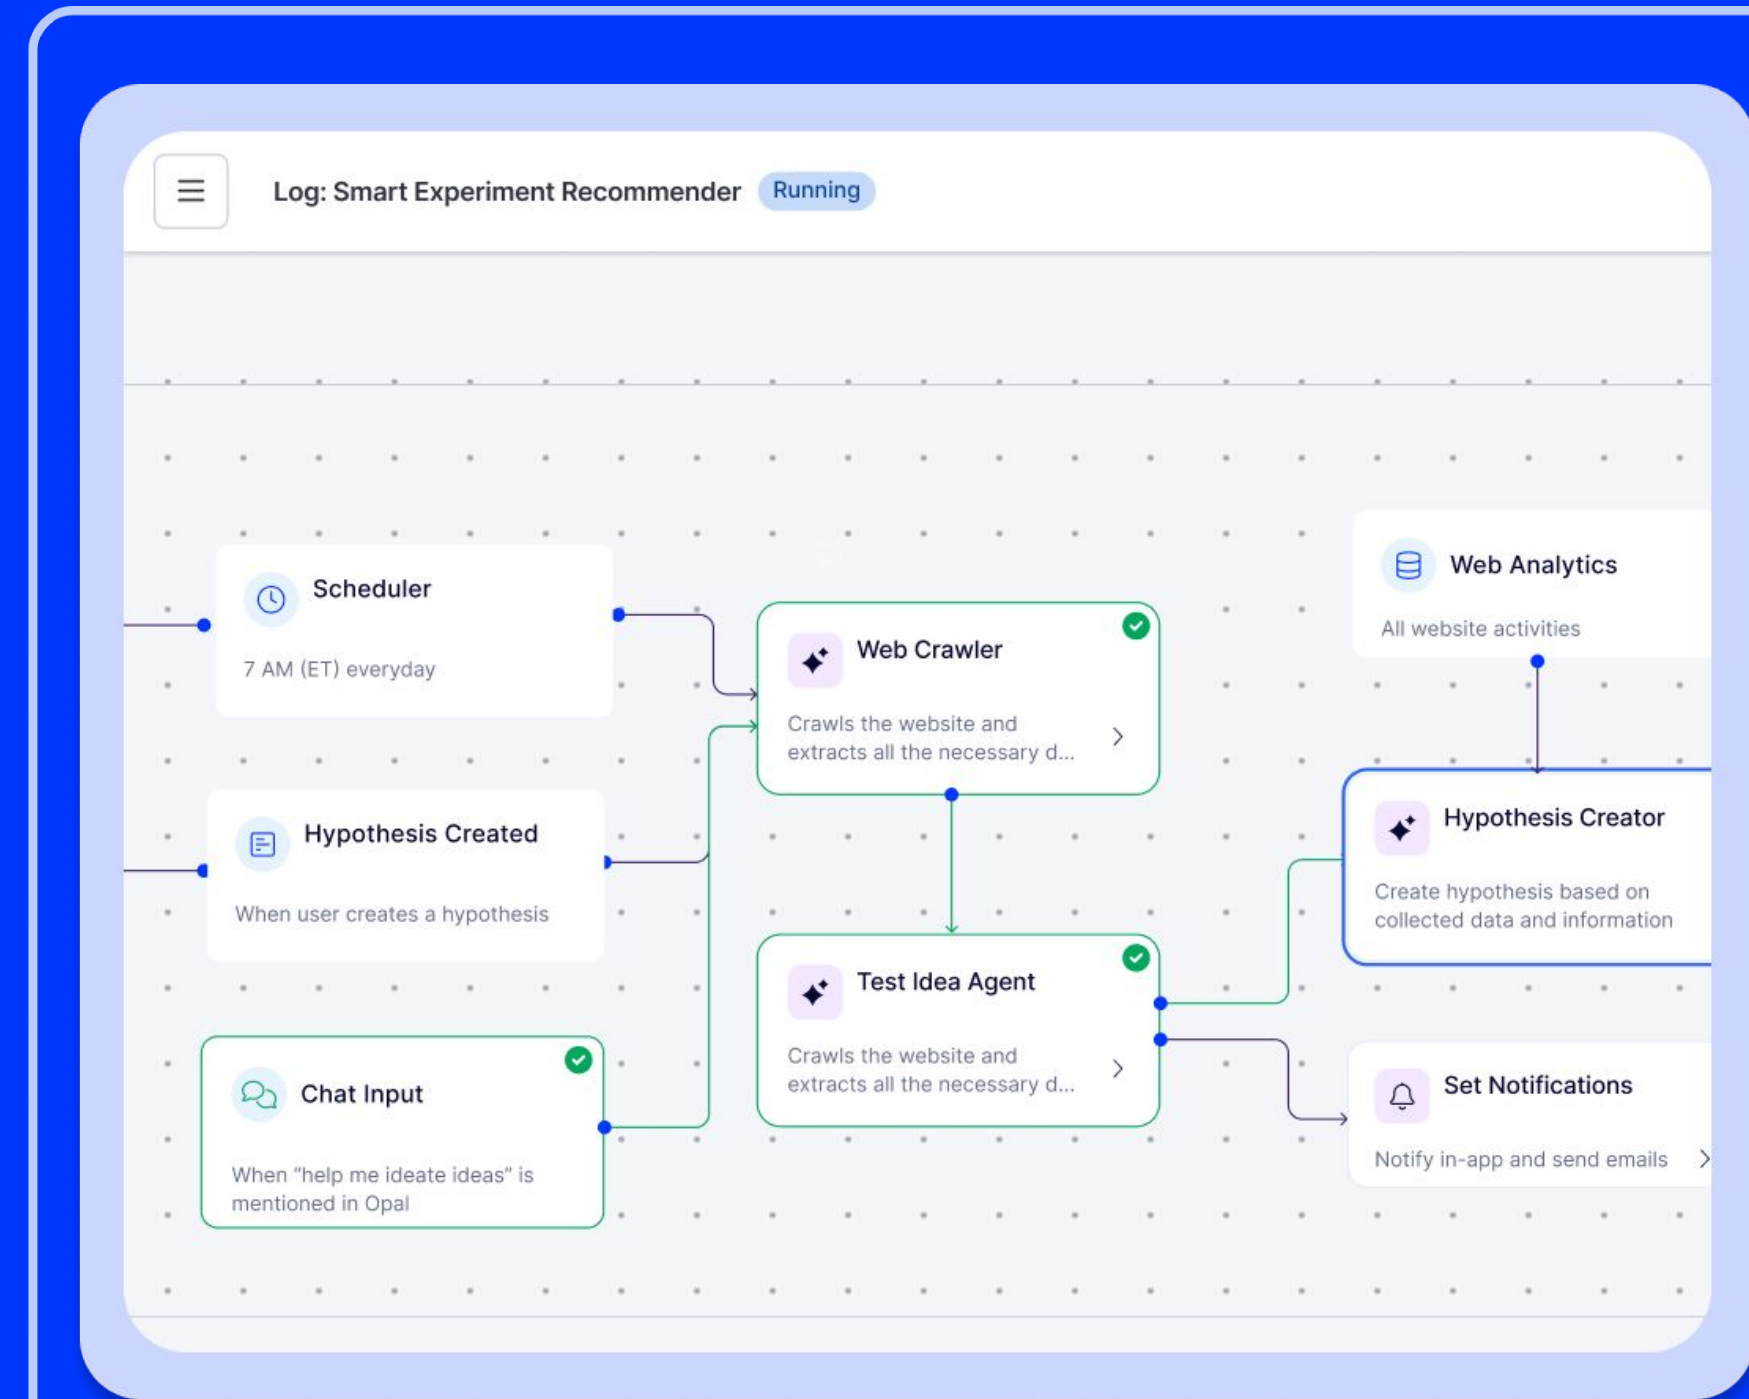 Log: Smart Experiment Recommender
Running
Scheduler
7 AM (ET) everyday
Hypothesis Created
When user creates a hypothesis
Chat Input
When “help me ideate ideas” is
mentioned in Opal
Web Crawler
Crawls the website and
extracts all the necessary d...
Test Idea Agent
Crawls the website and
extracts all the necessary d...
Web Analytics
All website activities
Hypothesis Creator
Create hypothesis based on
collected data and information
Set Notifications
Notify in-app and send emails